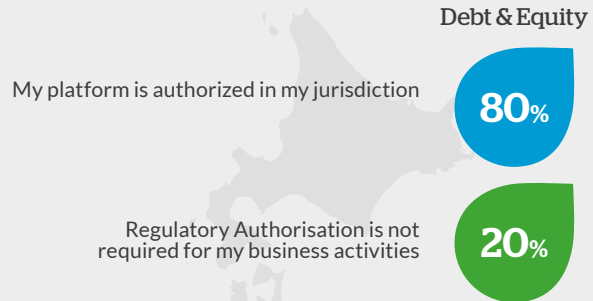 Debt & Equity
My platform is authorized in my jurisdiction
80%
Regulatory Authorisation is not
required for my business activities
20%